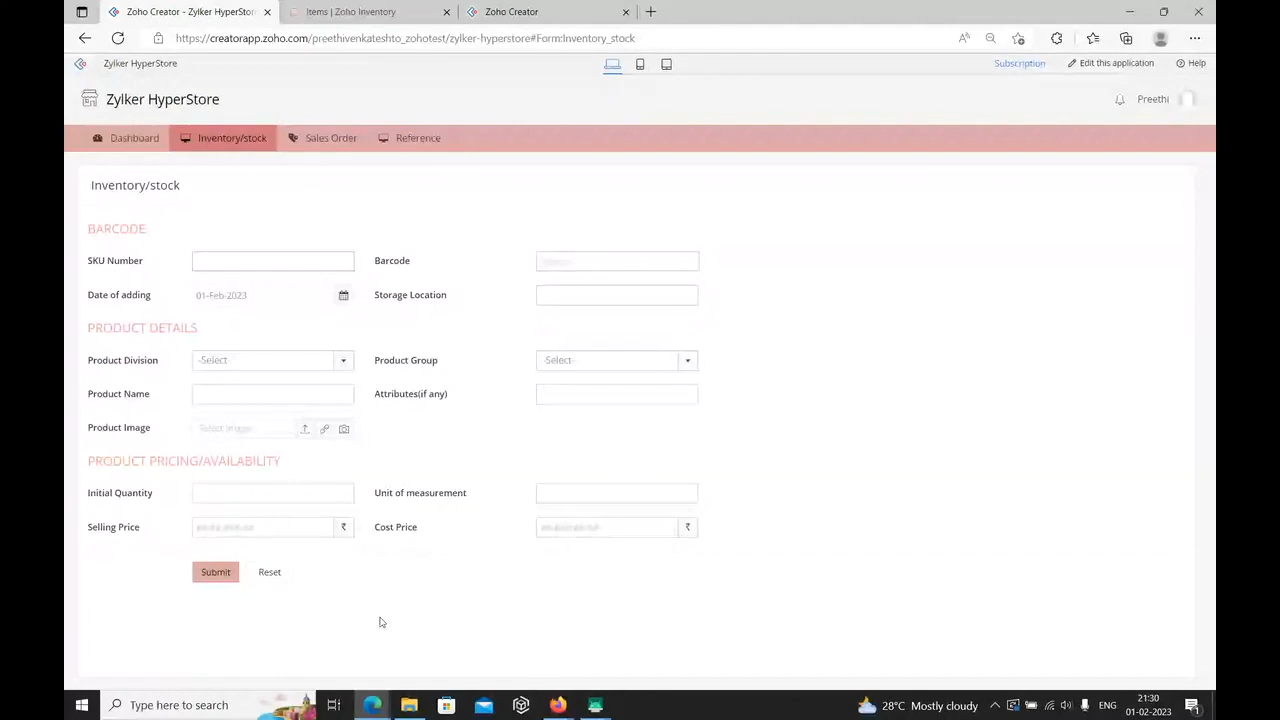 Zoho Creator - Zylker HyperStore
Items | Zoho Inventory
Zoho Creator
https://creatorapp.zoho.com/preethivenkateshto_zohotest/zylker-hyperstore#Form:Inventory_stock
Zylker HyperStore
Subscription
Edit this application
Help
Zylker HyperStore
Preethi
Dashboard
Inventory/stock
Sales Order
Reference
Inventory/stock
BARCODE
SKU Number
Barcode
Date of adding
01-Feb-2023
Storage Location
PRODUCT DETAILS
Product Division
-Select
Product Group
-Select-
Product Name
Attributes(if any)
Product Image
Select Image
PRODUCT PRICING/AVAILABILITY
Initial Quantity
Unit of measurement
Selling Price
₹
Cost Price
₹
Submit
Reset
Type here to search
28°C Mostly cloudy
ENG
21:30
01-02-2023